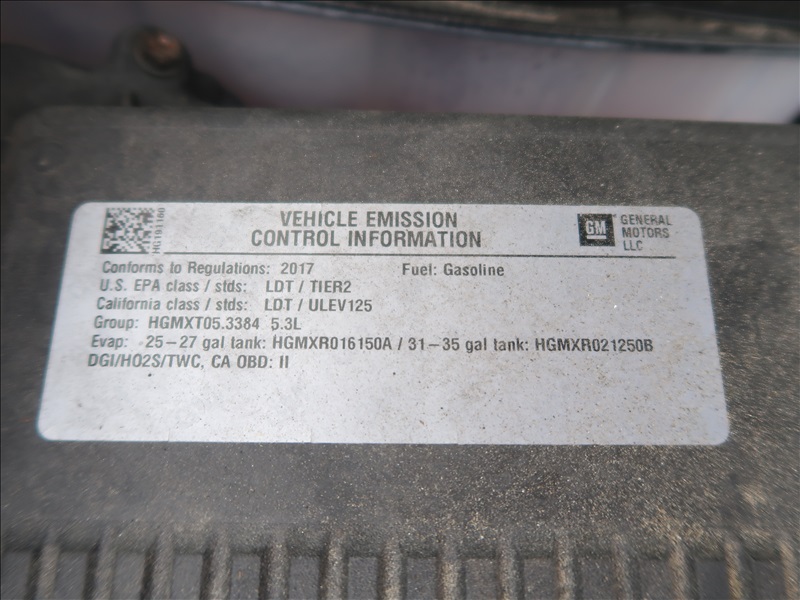 VEHICLE EMISSION
CONTROL INFORMATION
GM
GENERAL
MOTORS
LLC
Conforms to Regulations: 2017 Fuel: Gasoline
U.S. EPA class / stds: LDT / TIER2
California class / stds: LDT / ULEV125
Group: HGMXT05.3384 5.3L
Evap: 25-27 gal tank: HGMXR016150A / 31-35 gal tank: HGMXR021250B
DGI/HO2S/TWC, CA OBD: II